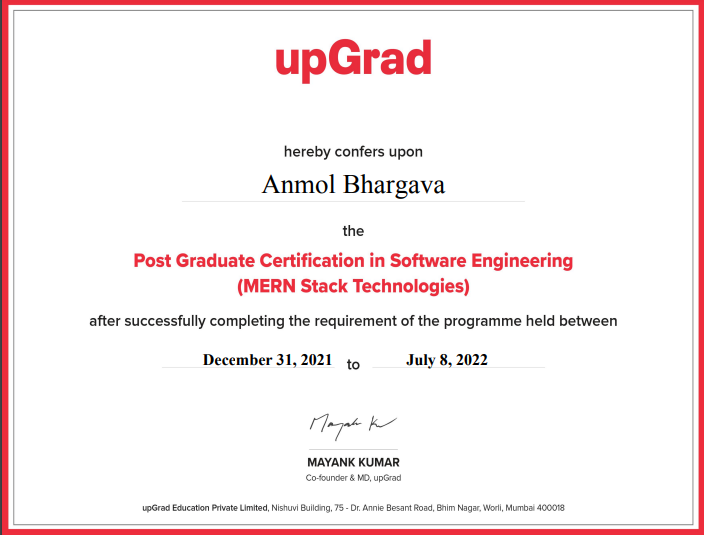 upGrad
hereby confers upon
Anmol Bhargava
the
Post Graduate Certification in Software Engineering
(MERN Stack Technologies)
after successfully completing the requirement of the programme held between
December 31, 2021 to July 8, 2022
MAYANK KUMAR
Co-founder & MD, upGrad
upGrad Education Private Limited, Nishuvi Building, 75 - Dr. Annie Besant Road, Bhim Nagar, Worli, Mumbai 400018